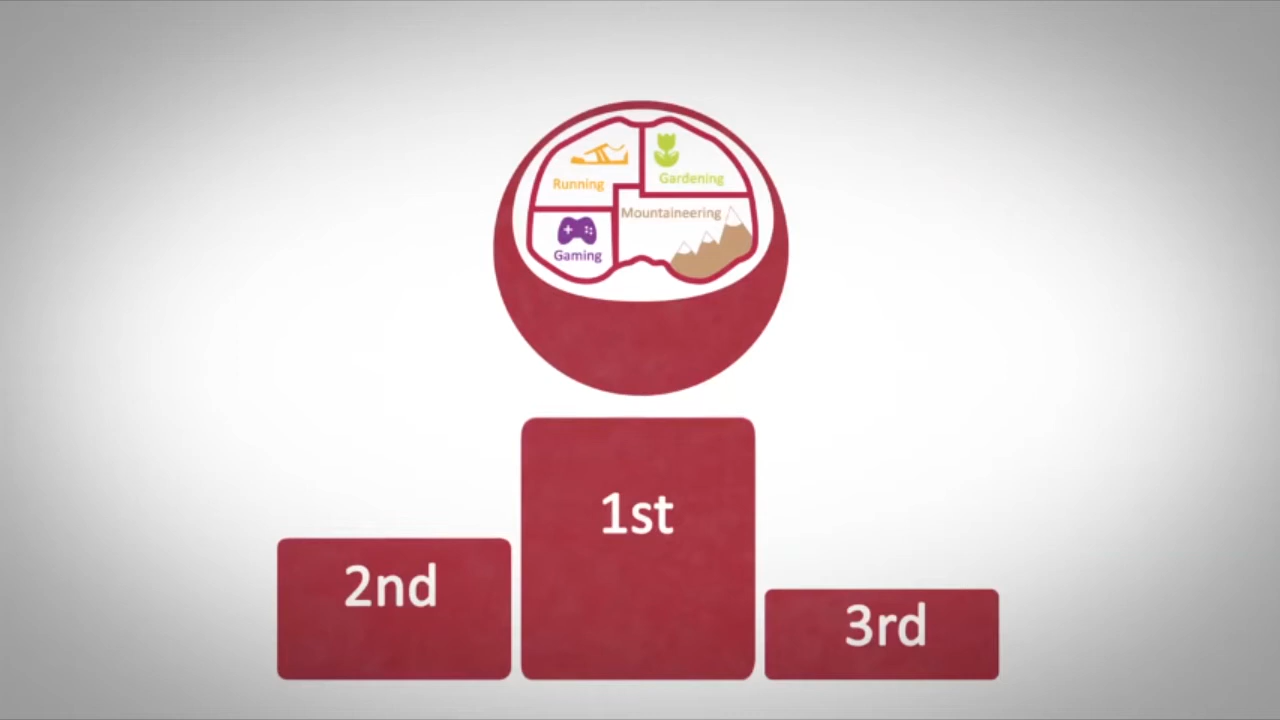 Running
Gardening
Mountaineering
Gaming
1st
2nd
3rd